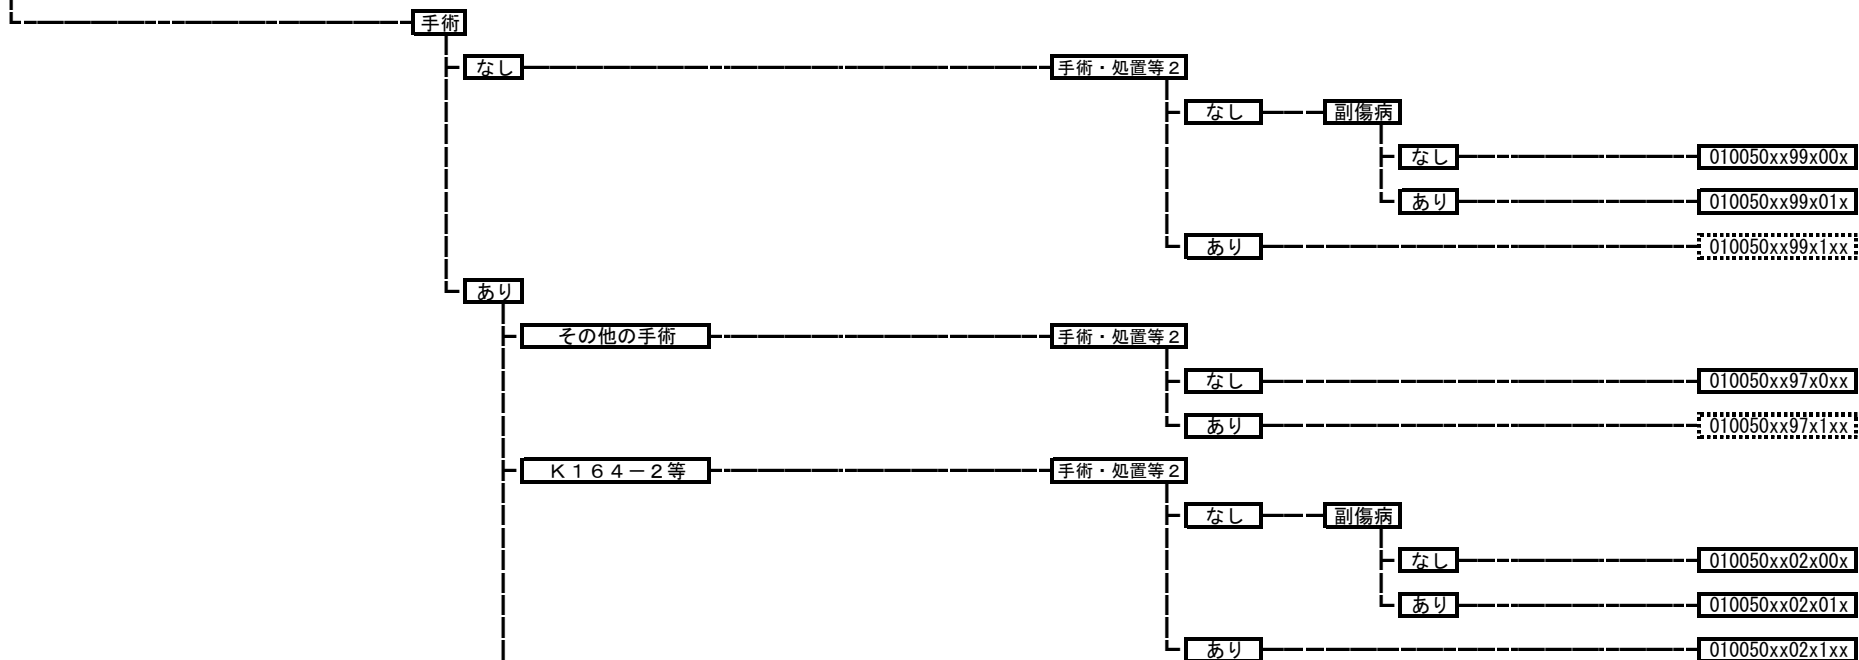 手術
なし 手術・処置等２
なし 副傷病
なし 010050xx99x00x
あり 010050xx99x01x
あり 010050xx99x1xx
あり
その他の手術 手術・処置等２
なし 010050xx97x0xx
あり 010050xx97x1xx
Ｋ１６４－２等 手術・処置等２
なし 副傷病
なし 010050xx02x00x
あり 010050xx02x01x
あり 010050xx02x1xx